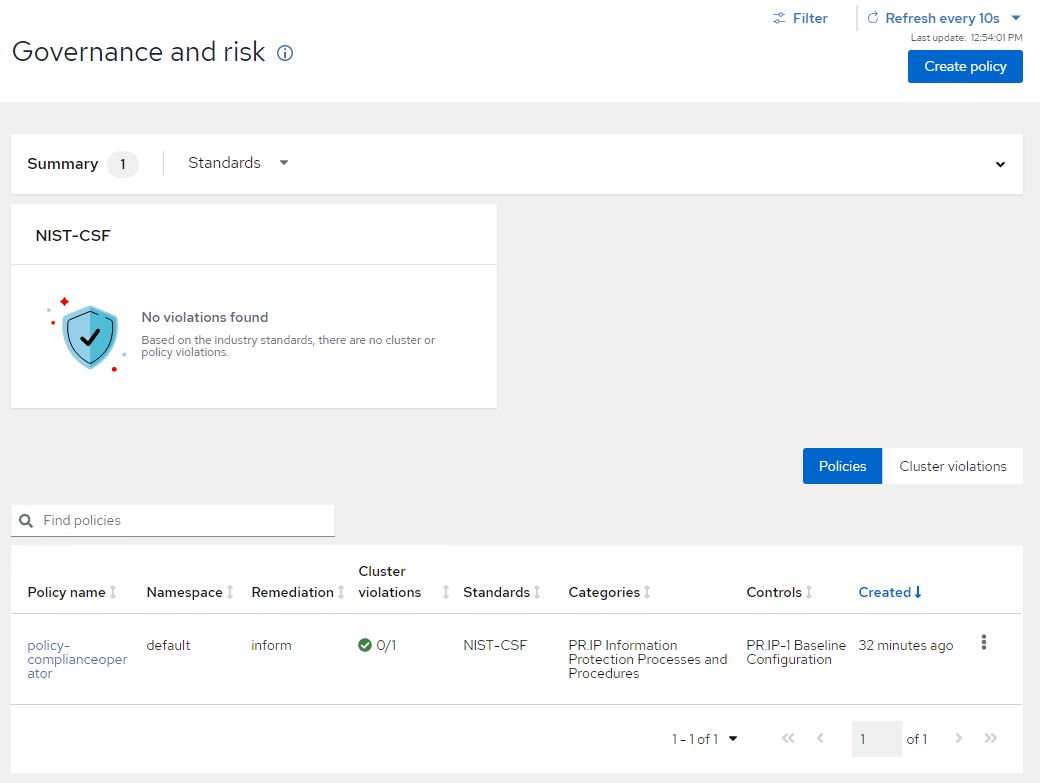 Filter
Refresh every 10s
Last update: 12:54:01 PM
Governance and risk
Create policy
Summary 1 Standards
NIST-CSF
No violations found
Based on the industry standards, there are no cluster or
policy violations.
Policies Cluster violations
Find policies
Policy name Namespace Remediation Cluster violations Standards Categories Controls Created
policy-
complianceoper
ator
default
inform
0/1
NIST-CSF
PR.IP Information
Protection Processes and
Procedures
PR.IP-1 Baseline
Configuration
32 minutes ago
1 - 1 of 1
1 of 1